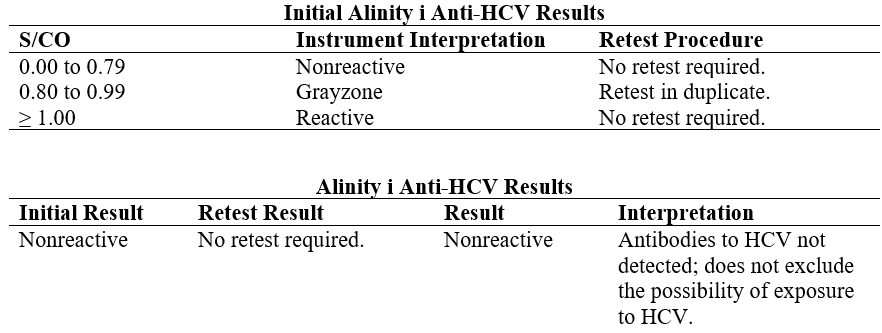 Initial Alinity i Anti-HCV Results
S/CO Instrument Interpretation Retest Procedure
0.00 to 0.79 Nonreactive No retest required.
0.80 to 0.99 Grayzone Retest in duplicate.
≥ 1.00 Reactive No retest required.
Alinity i Anti-HCV Results
Initial Result Retest Result Result Interpretation
Nonreactive No retest required. Nonreactive Antibodies to HCV not
detected; does not exclude
the possibility of exposure
to HCV.